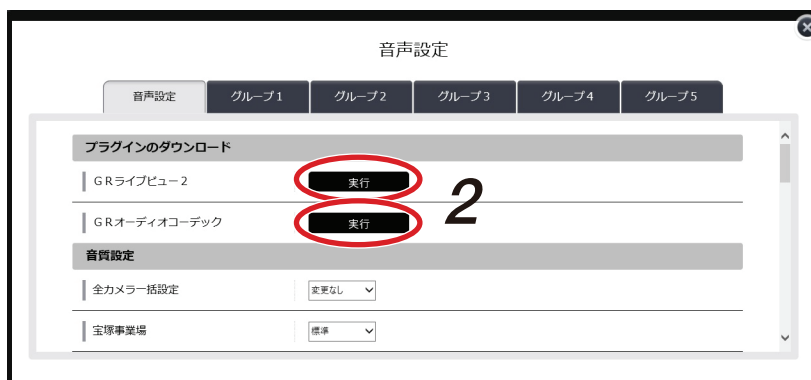 音声設定
音声設定 グループ1 グループ2 グループ3 グループ4 グループ5
プラグインのダウンロード
GRライブビュー2 実行
2
GRオーディオコーデック 実行
音質設定
全カメラ一括設定 変更なし
宝塚事業場 標準